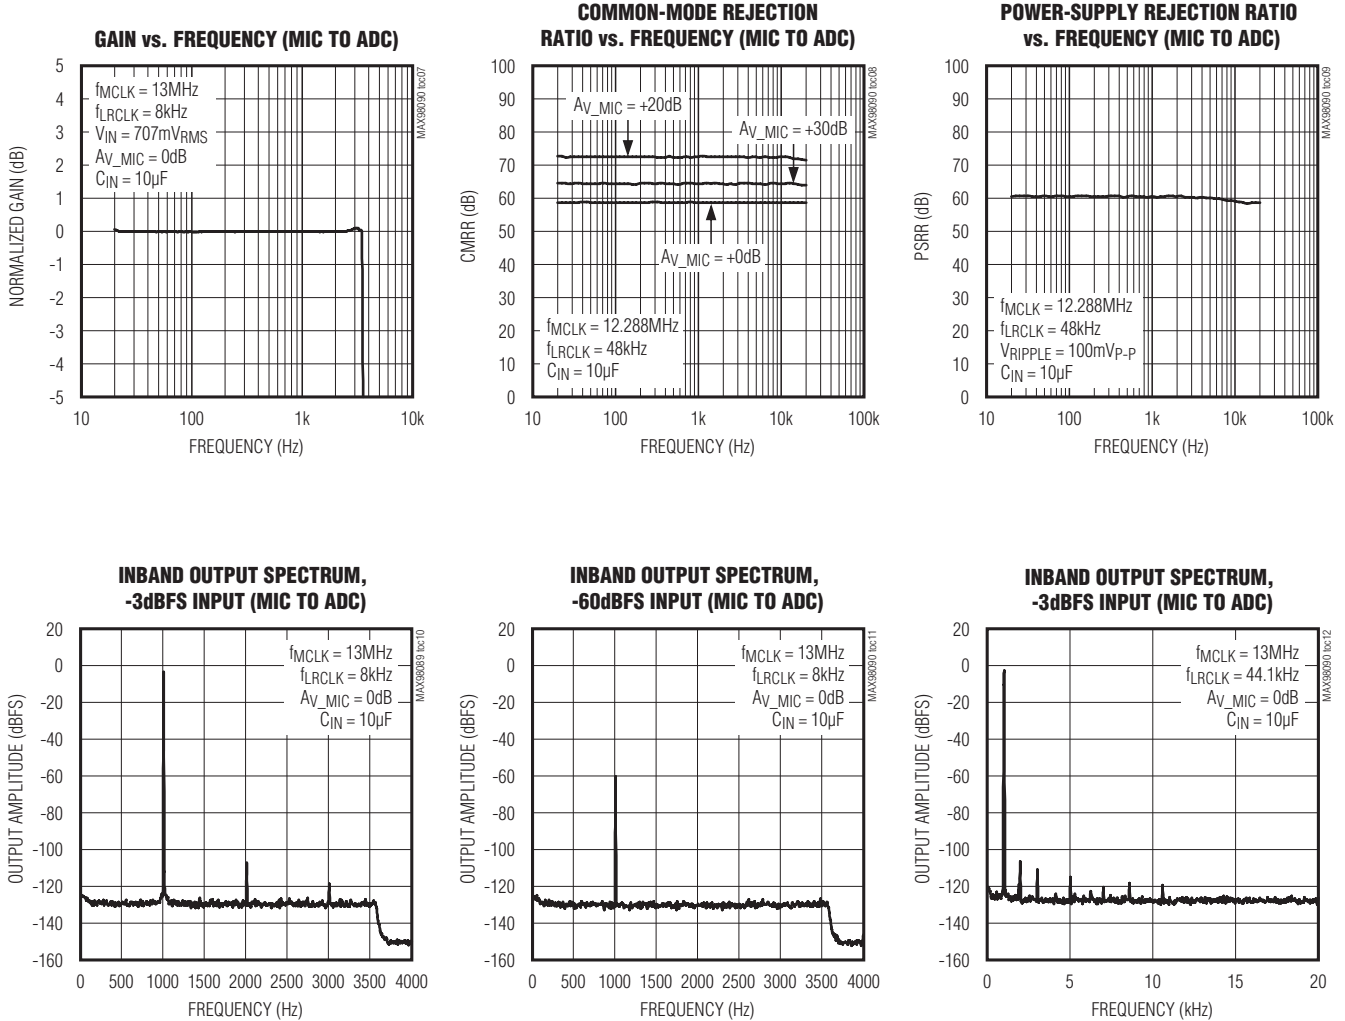 GAIN vs. FREQUENCY (MIC TO ADC)
5
4
3
2
1
0
-1
-2
-3
-4
-5
NORMALIZED GAIN (dB)
fMCLK = 13MHz
fLRCLK = 8kHz
VIN = 707mVRMS
AV_MIC = 0dB
CIN = 10µF
MAX98090 toc07
10 100 1k 10k
FREQUENCY (Hz)
COMMON-MODE REJECTION
RATIO vs. FREQUENCY (MIC TO ADC)
100
90
80
70
60
50
40
30
20
10
0
CMRR (dB)
AV_MIC = +20dB
AV_MIC = +30dB
AV_MIC = +0dB
fMCLK = 12.288MHz
fLRCLK = 48kHz
CIN = 10µF
MAX98090 toc08
10 100 1k 10k 100k
FREQUENCY (Hz)
POWER-SUPPLY REJECTION RATIO
vs. FREQUENCY (MIC TO ADC)
100
90
80
70
60
50
40
30
20
10
0
PSRR (dB)
fMCLK = 12.288MHz
fLRCLK = 48kHz
VRIPPLE = 100mVP-P
CIN = 10µF
MAX98090 toc09
10 100 1k 10k 100k
FREQUENCY (Hz)
INBAND OUTPUT SPECTRUM,
-3dBFS INPUT (MIC TO ADC)
20
0
-20
-40
-60
-80
-100
-120
-140
-160
OUTPUT AMPLITUDE (dBFS)
fMCLK = 13MHz
fLRCLK = 8kHz
AV_MIC = 0dB
CIN = 10µF
MAX98089 toc10
0 500 1000 1500 2000 2500 3000 3500 4000
FREQUENCY (Hz)
INBAND OUTPUT SPECTRUM,
-60dBFS INPUT (MIC TO ADC)
20
0
-20
-40
-60
-80
-100
-120
-140
-160
OUTPUT AMPLITUDE (dBFS)
fMCLK = 13MHz
fLRCLK = 8kHz
AV_MIC = 0dB
CIN = 10µF
MAX98090 toc11
0 500 1000 1500 2000 2500 3000 3500 4000
FREQUENCY (Hz)
INBAND OUTPUT SPECTRUM,
-3dBFS INPUT (MIC TO ADC)
20
0
-20
-40
-60
-80
-100
-120
-140
-160
OUTPUT AMPLITUDE (dBFS)
fMCLK = 13MHz
fLRCLK = 44.1kHz
AV_MIC = 0dB
CIN = 10µF
MAX98090 toc12
0 5 10 15 20
FREQUENCY (kHz)